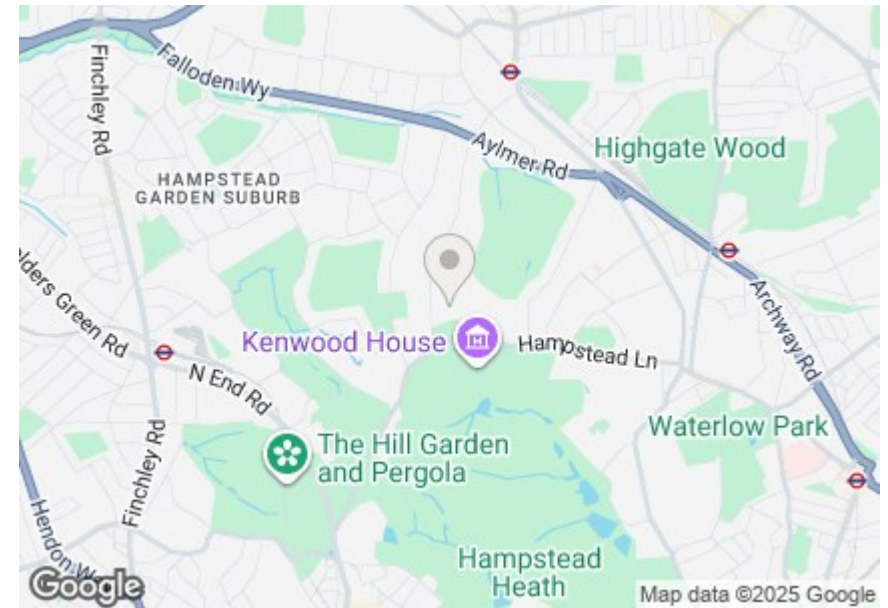 Finchley Rd
Falloden Wy
Aylmer Rd
Highgate Wood
HAMPSTEAD
GARDEN SUBURB
olders Green Rd
Archway Rd
Kenwood House
Hampstead Ln
N End Rd
Waterlow Park
The Hill Garden
and Pergola
Finchley Rd
Hendon Wa
Hampstead
Heath
Google
Map data ©2025 Google